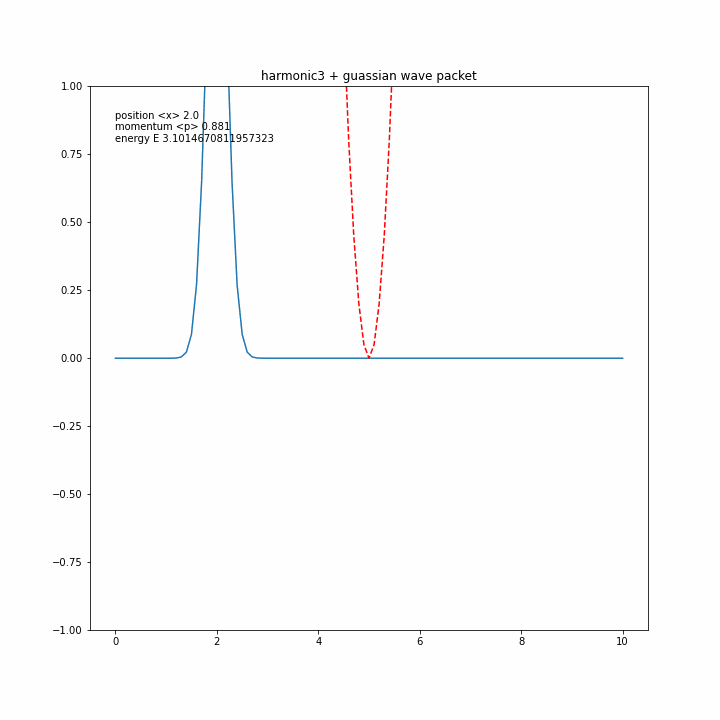 harmonic3 + guassian wave packet
1.00
position <x> 2.0
momentum <p> 0.881
energy E 3.1014670811957323
0.75
0.50
0.25
0.00
−0.25
−0.50
−0.75
−1.00
0 2 4 6 8 10